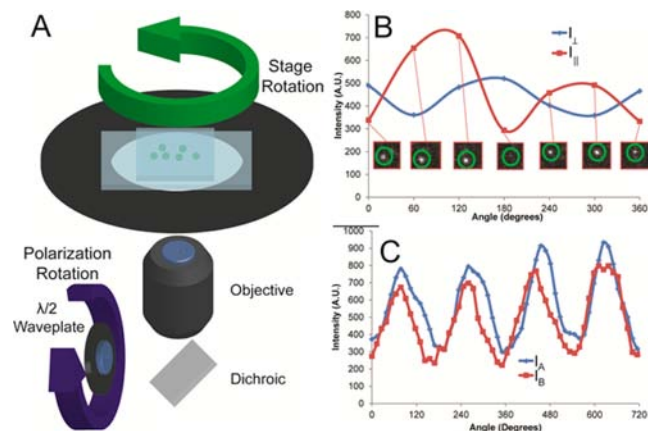 A
Stage
Rotation
Polarization
Rotation
λ/2
Waveplate
Objective
Dichroic
B
800
700
600
500
400
300
200
100
0
Intensity (A.U.)
I⊥
I||
0 60 120 180 240 300 360
Angle (degrees)
C
1000
900
800
700
600
500
400
300
200
100
0
Intensity (A.U.)
I_A
I_B
0 120 240 360 480 600 720
Angle (Degrees)